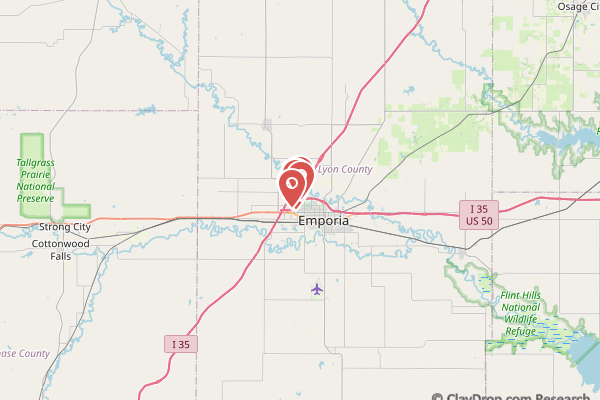 Osage Cit
Lyon County
Tallgrass
Prairie
National
Preserve
I 35
US 50
Emporia
Strong City
Cottonwood
Falls
Flint Hills
National
Wildlife
Refuge
I 35
ase County
© ClayDrop.com Research